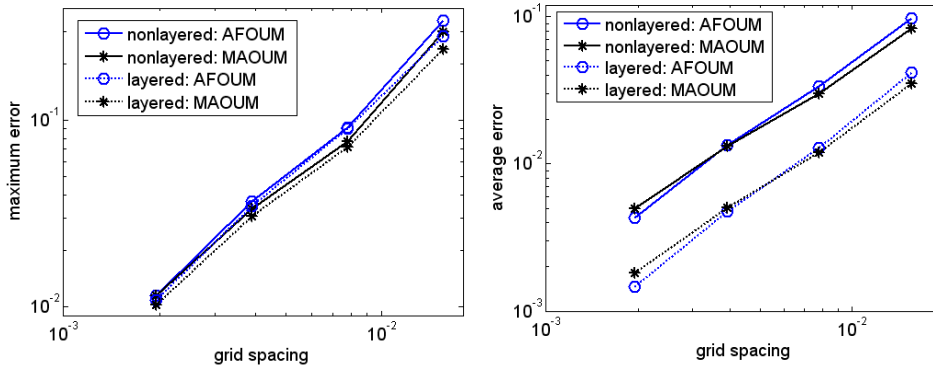 nonlayered: AFOUM
nonlayered: MAOUM
layered: AFOUM
layered: MAOUM
maximum error
10^-1
10^-2
10^-3
10^-2
grid spacing
10^-1
nonlayered: AFOUM
nonlayered: MAOUM
layered: AFOUM
layered: MAOUM
average error
10^-2
10^-3
10^-3
10^-2
grid spacing